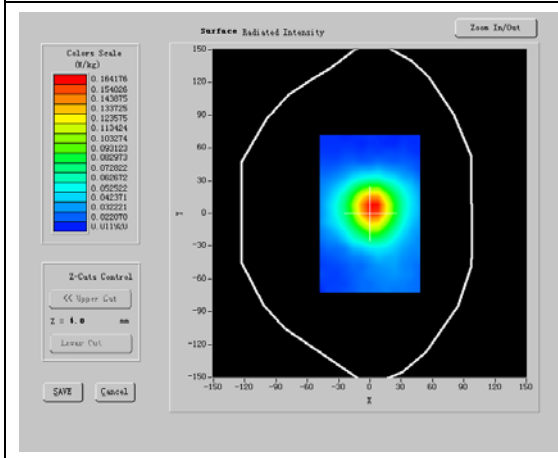 Surface Radiated Intensity
Zoom In/Out
Colors Scale
(W/kg)
0.164176
0.154026
0.143875
0.133725
0.123575
0.113424
0.103274
0.093123
0.082973
0.072822
0.062672
0.052522
0.042371
0.032221
0.022070
0.011920
150
120
90
60
30
0
-30
-60
-90
-120
-150
Y
-150 -120 -90 -60 -30 0 30 60 90 120 150
X
Z-Cuts Control
<< Upper Cut
Z = 4.0 mm
Lower Cut
SAVE
Cancel